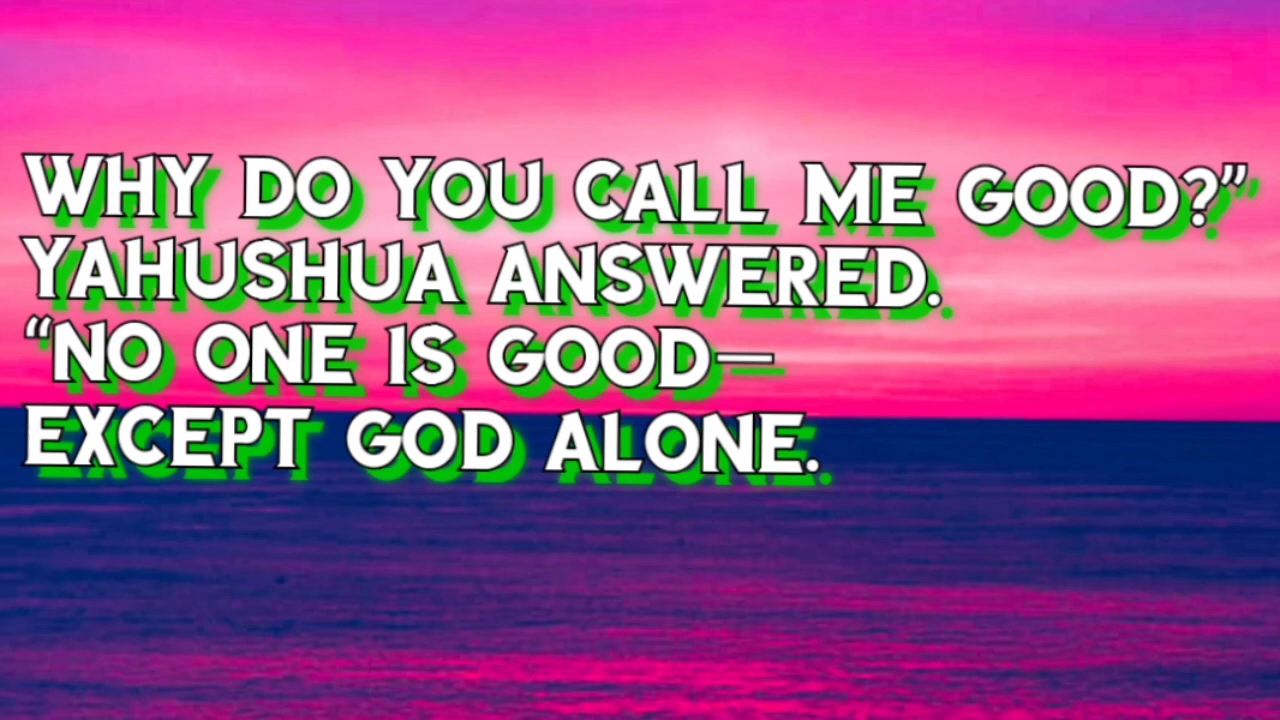 WHY DO YOU CALL ME GOOD?”
YAHUSHUA ANSWERED.
“NO ONE IS GOOD—
EXCEPT GOD ALONE.